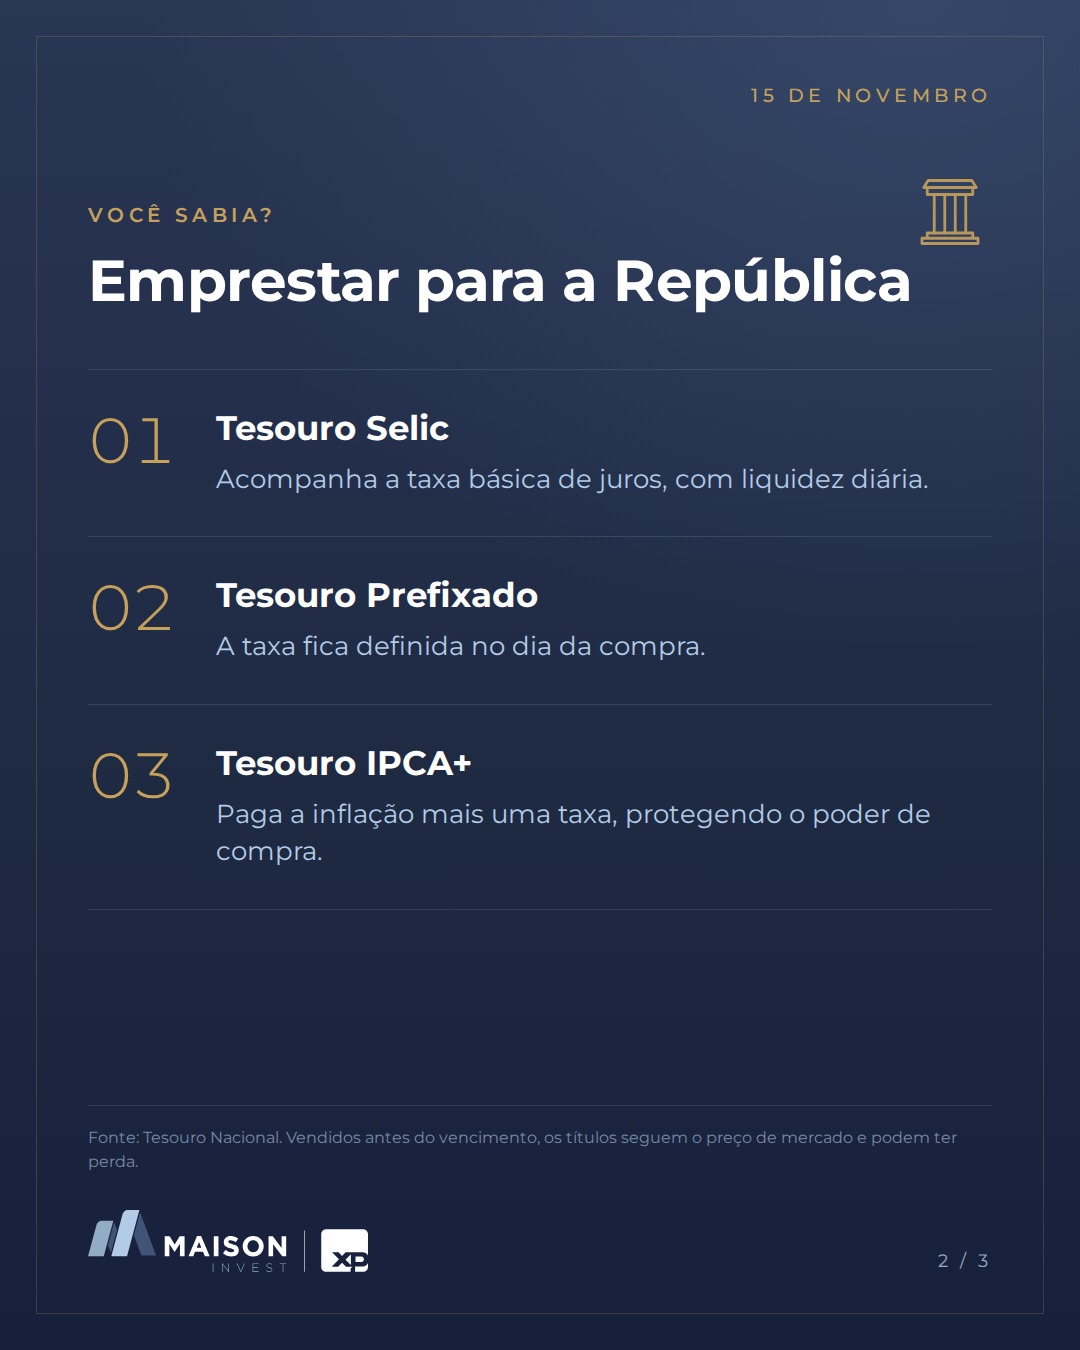 15 DE NOVEMBRO
VOCÊ SABIA?
Emprestar para a República
01
Tesouro Selic
Acompanha a taxa básica de juros, com liquidez diária.
02
Tesouro Prefixado
A taxa fica definida no dia da compra.
03
Tesouro IPCA+
Paga a inflação mais uma taxa, protegendo o poder de
compra.
Fonte: Tesouro Nacional. Vendidos antes do vencimento, os títulos seguem o preço de mercado e podem ter
perda.
MAISON
INVEST
xp
2 / 3